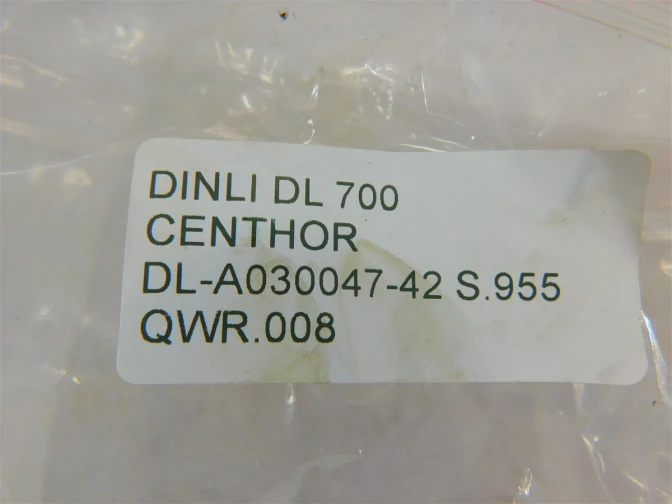 DINLI DL 700
CENTHOR
DL-A030047-42 S.955
QWR.008